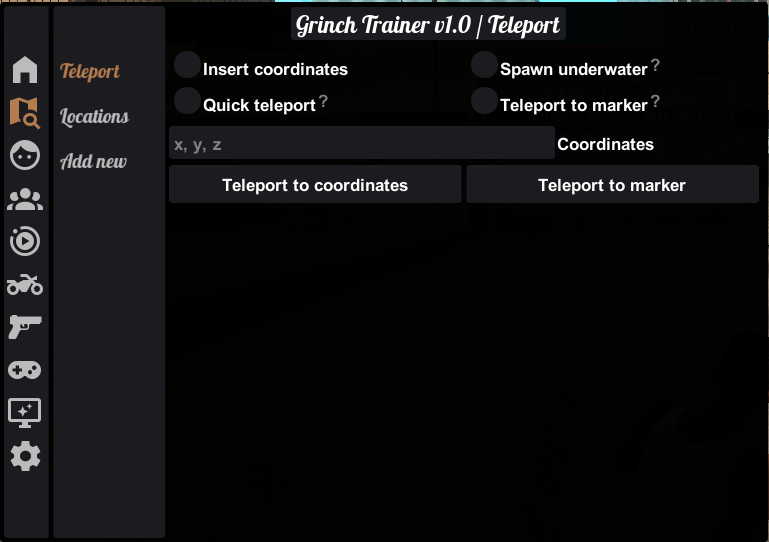 Grinch Trainer v1.0 / Teleport
Teleport
Locations
Add new
Insert coordinates
Spawn underwater ?
Quick teleport ?
Teleport to marker ?
x, y, z
Coordinates
Teleport to coordinates
Teleport to marker